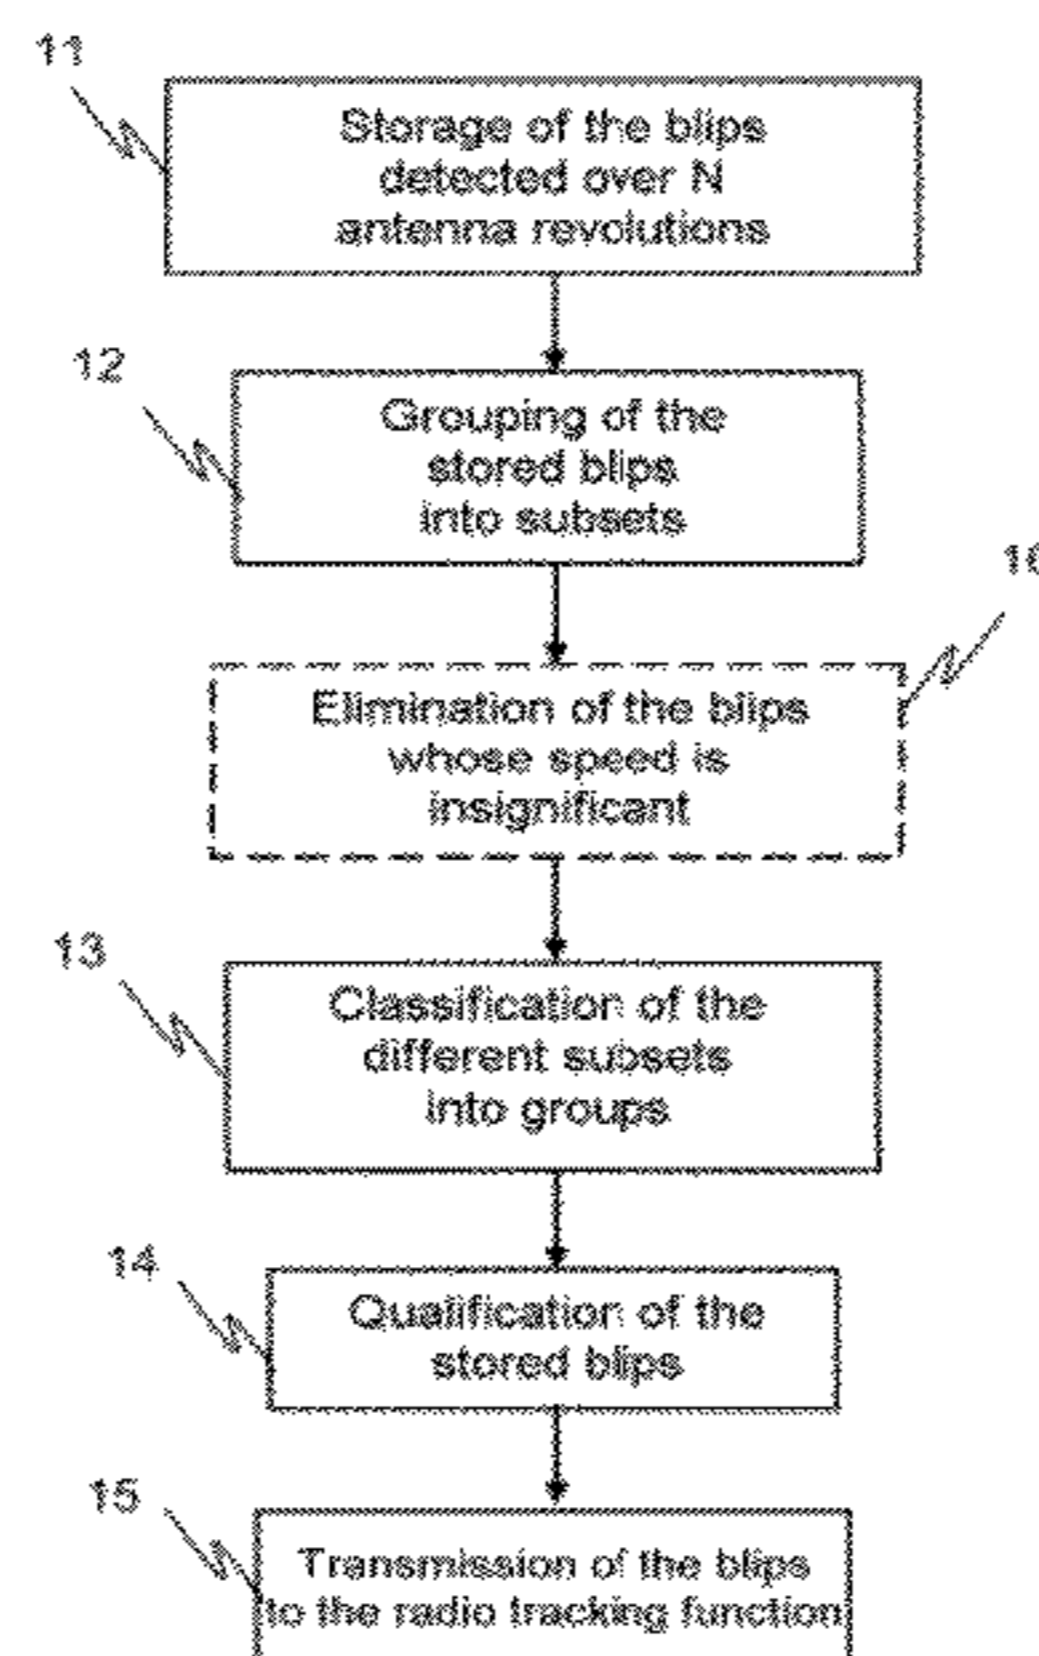 11
Storage of the blips
detected over N
antenna revolutions
12
Grouping of the
stored blips
into subsets
Elimination of the blips
whose speed is
insignificant
13
Classification of the
different subsets
into groups
14
Qualification of the
stored blips
15
Transmission of the blips
to the radio tracking function